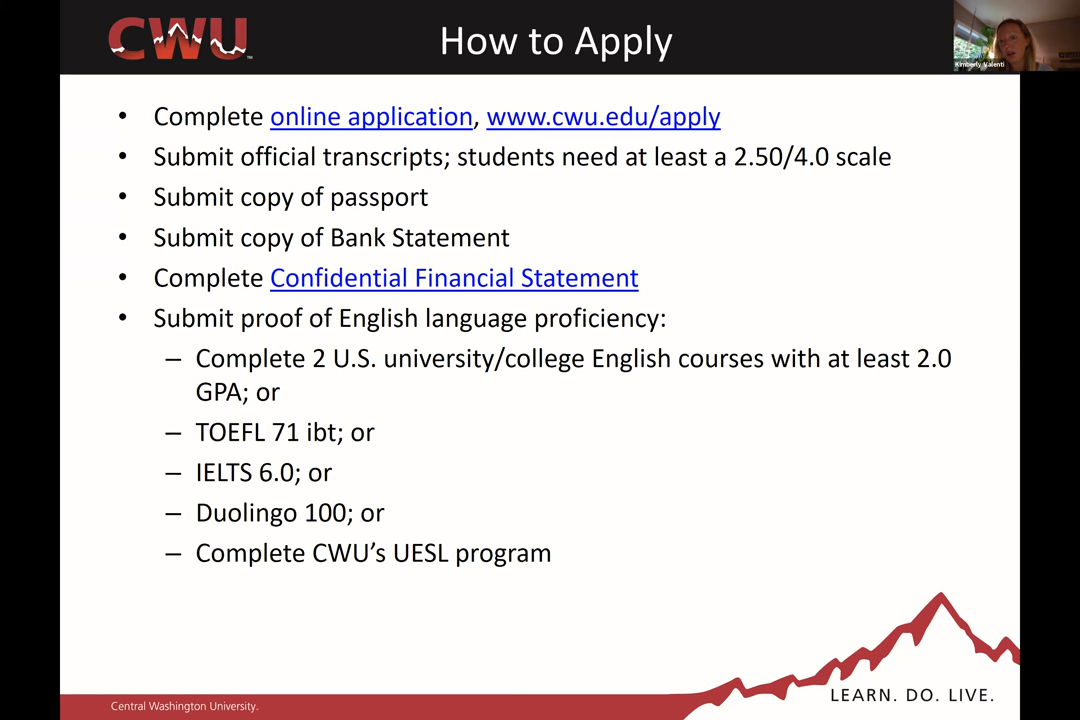 CWU
How to Apply
Kimberly Valenti
• Complete online application, www.cwu.edu/apply
• Submit official transcripts; students need at least a 2.50/4.0 scale
• Submit copy of passport
• Submit copy of Bank Statement
• Complete Confidential Financial Statement
• Submit proof of English language proficiency:
– Complete 2 U.S. university/college English courses with at least 2.0
GPA; or
– TOEFL 71 ibt; or
– IELTS 6.0; or
– Duolingo 100; or
– Complete CWU’s UESL program
LEARN. DO. LIVE.
Central Washington University.